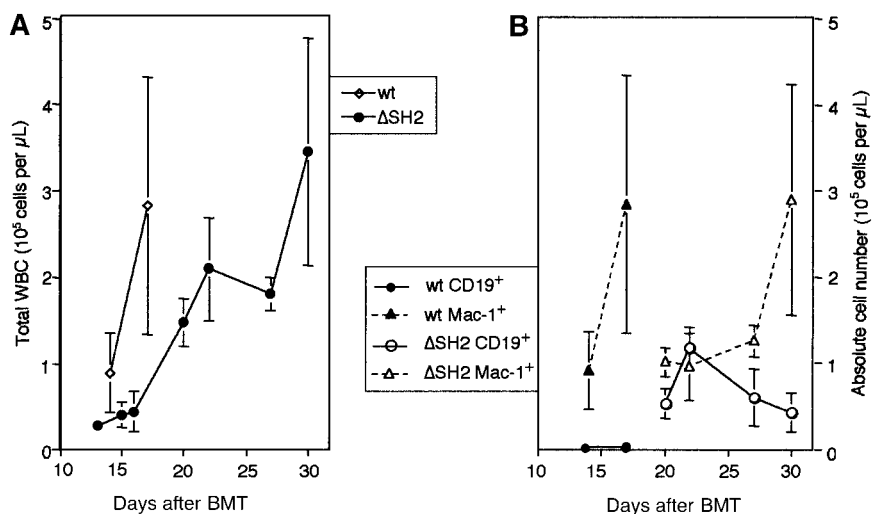 A
Total WBC (10⁵ cells per µL)
5
4
3
2
1
0
10 15 20 25 30
Days after BMT
wt
ΔSH2
B
wt CD19⁺
wt Mac-1⁺
ΔSH2 CD19⁺
ΔSH2 Mac-1⁺
5
4
3
2
1
0
Absolute cell number (10⁵ cells per µL)
10 15 20 25 30
Days after BMT